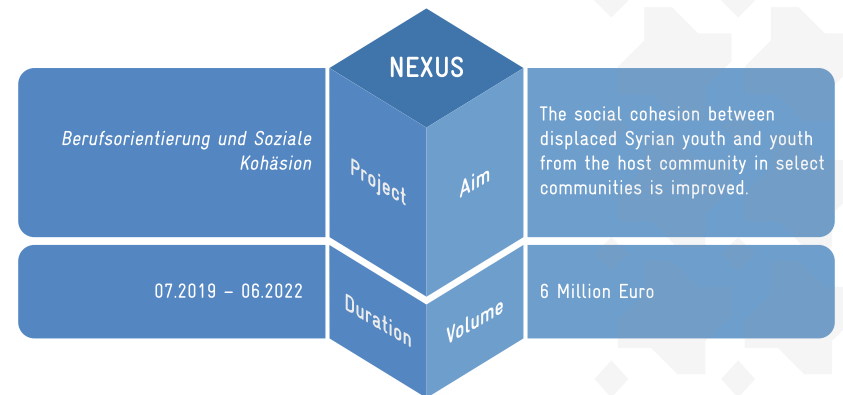 NEXUS
Berufsorientierung und Soziale
Kohäsion
Project
Aim
The social cohesion between
displaced Syrian youth and youth
from the host community in select
communities is improved.
07.2019 – 06.2022
Duration
Volume
6 Million Euro